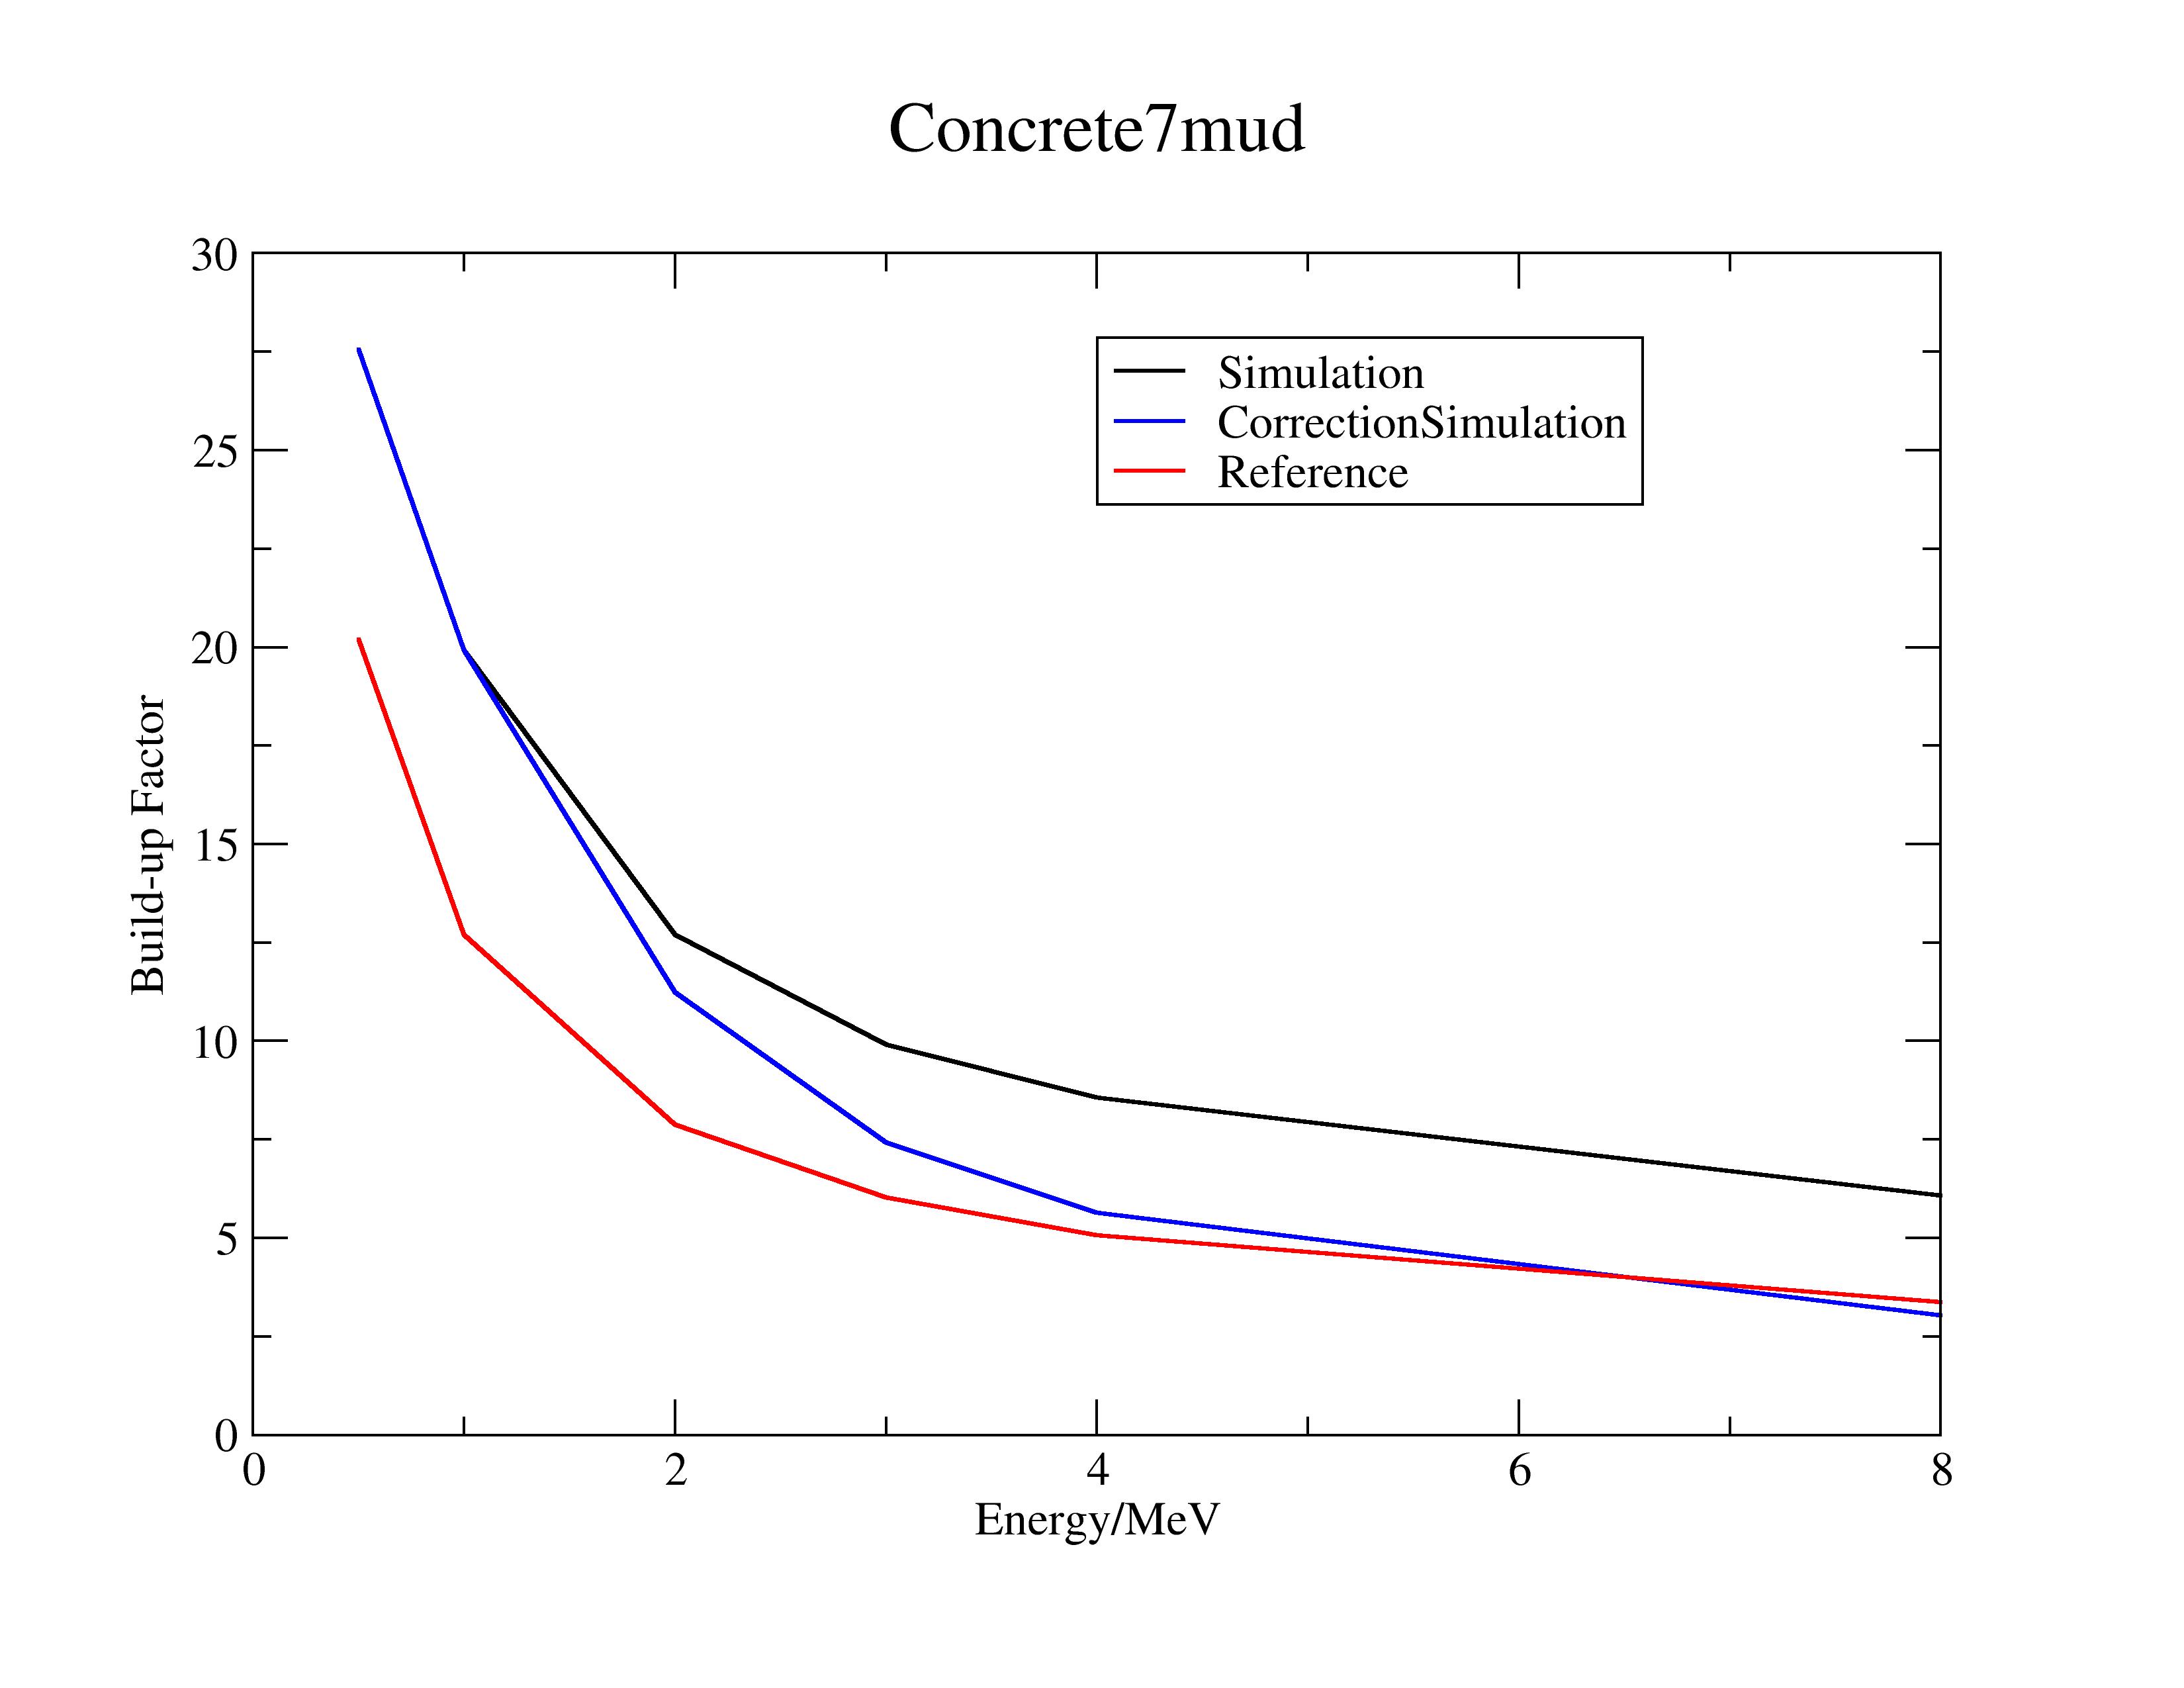 Concrete7mud
30
25
20
15
10
5
0
Build-up Factor
Simulation
CorrectionSimulation
Reference
0 2 4 6 8
Energy/MeV